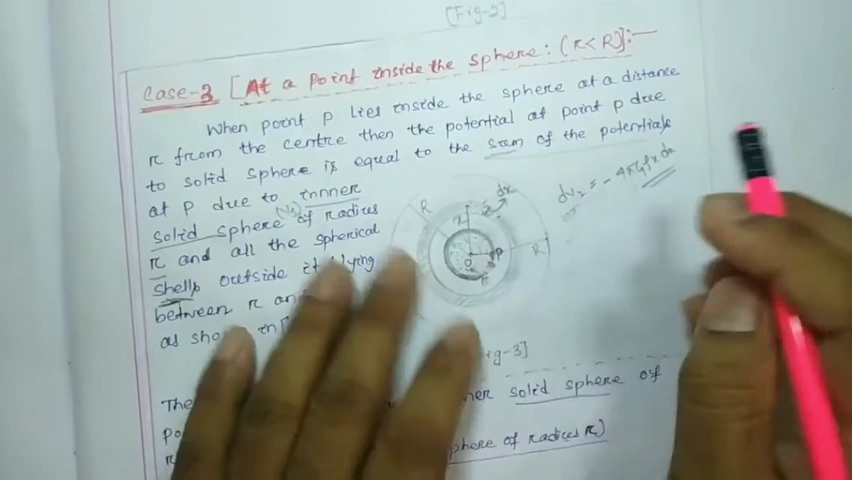 [Fig-2]
Case-3 [At a point inside the sphere: (r < R)]:—
When point P lies inside the sphere at a distance
r from the centre then the potential at point P due
to solid sphere is equal to the sum of the potentials
at P due to inner
(V₁)
solid sphere of radius
r and all the spherical
shells outside it lying
between r
as sho in [
R
x
dx
R
O
P
r
dv₂ = - 4πGρx dx
ig-3]
The
ner solid sphere of
po
phere of radius r)